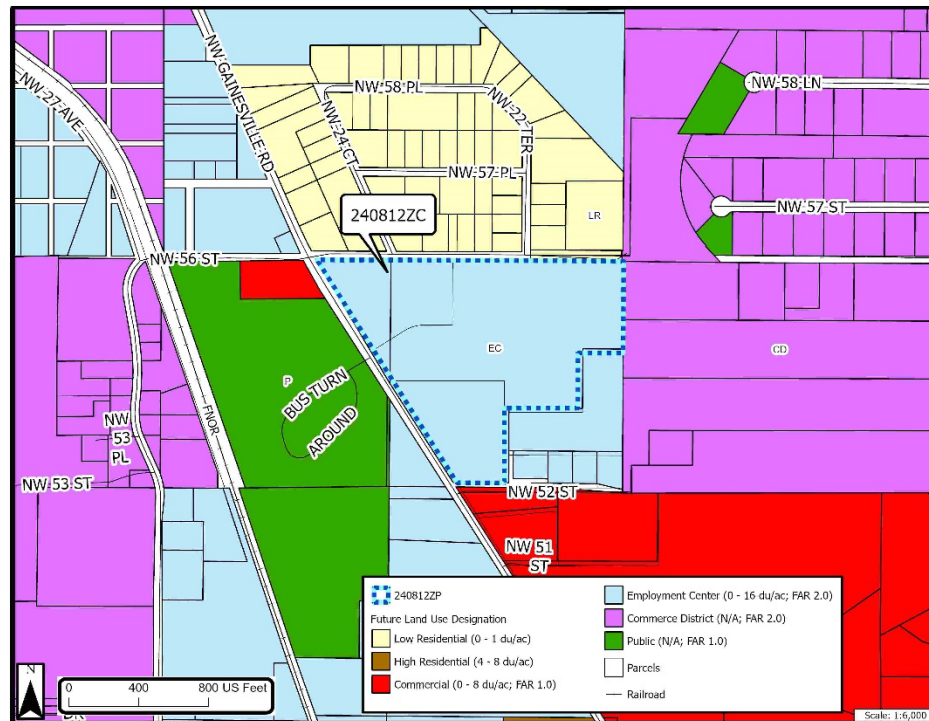 NW 27 AVE
NW GAINESVILLE RD
NW 24 CT
NW 58 PL
NW 22 TER
NW 57 PL
NW 58 LN
NW 57 ST
240812ZC
LR
NW 56 ST
EC
CD
P
BUS TURN
AROUND
FNOR
NW
53
PL
NW 53 ST
NW 52 ST
NW 51
ST
240812ZP
Future Land Use Designation
Low Residential (0 - 1 du/ac)
High Residential (4 - 8 du/ac)
Commercial (0 - 8 du/ac; FAR 1.0)
Employment Center (0 - 16 du/ac; FAR 2.0)
Commerce District (N/A; FAR 2.0)
Public (N/A; FAR 1.0)
Parcels
Railroad
N
0 400 800 US Feet
DR
Scale: 1:6,000